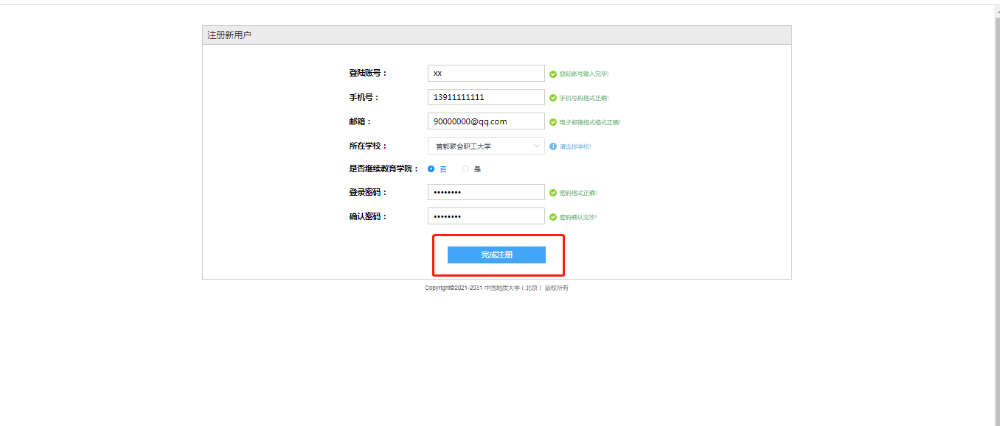 注册新用户
登陆账号： xx 登陆账号输入完毕!
手机号： 13911111111 手机号码格式正确!
邮箱： 90000000@qq.com 电子邮箱格式格式正确!
所在学校： 首都联合职工大学 请选择学校!
是否继续教育学院： 否 是
登录密码： •••••••• 密码格式正确!
确认密码： •••••••• 密码确认完毕!
完成注册
Copyright©2021-2031 中国地质大学（北京） 版权所有